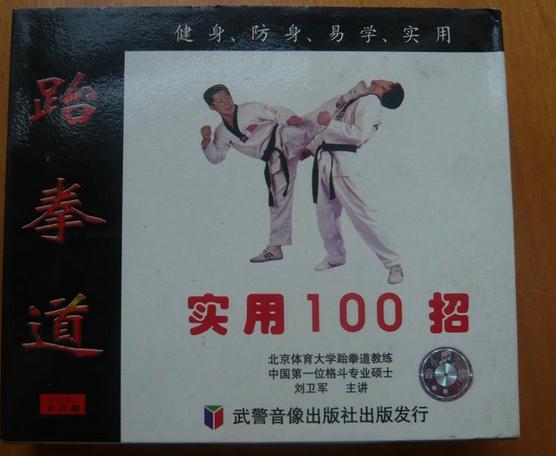 健身、防身、易学、实用
跆拳道
实用100招
北京体育大学跆拳道教练
中国第一位格斗专业硕士
刘卫军 主讲
武警音像出版社出版发行
VCD